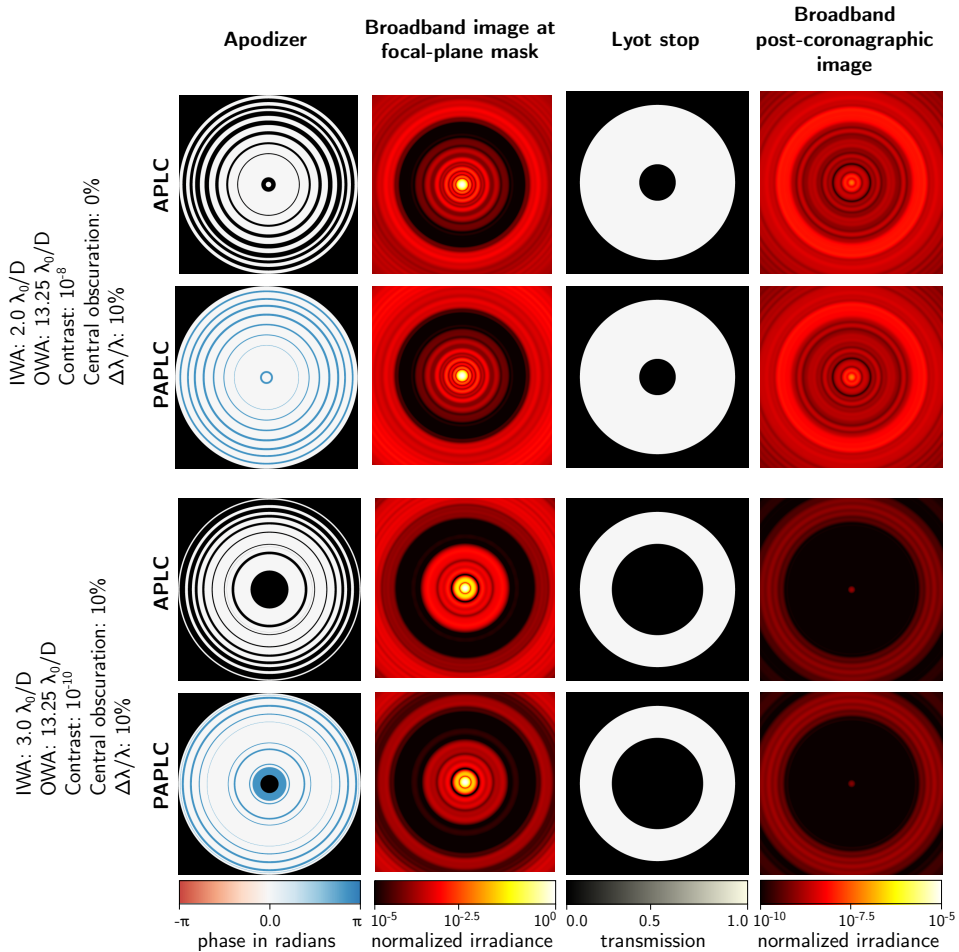 Apodizer
Broadband image at
focal-plane mask
Lyot stop
Broadband
post-coronagraphic
image
IWA: 2.0 λ₀/D
OWA: 13.25 λ₀/D
Contrast: 10⁻⁸
Central obscuration: 0%
Δλ/λ: 10%
APLC
PAPLC
IWA: 3.0 λ₀/D
OWA: 13.25 λ₀/D
Contrast: 10⁻¹⁰
Central obscuration: 10%
Δλ/λ: 10%
APLC
PAPLC
-π 0.0 π
phase in radians
10⁻⁵ 10⁻²·⁵ 10⁰
normalized irradiance
0.0 0.5 1.0
transmission
10⁻¹⁰ 10⁻⁷·⁵ 10⁻⁵
normalized irradiance